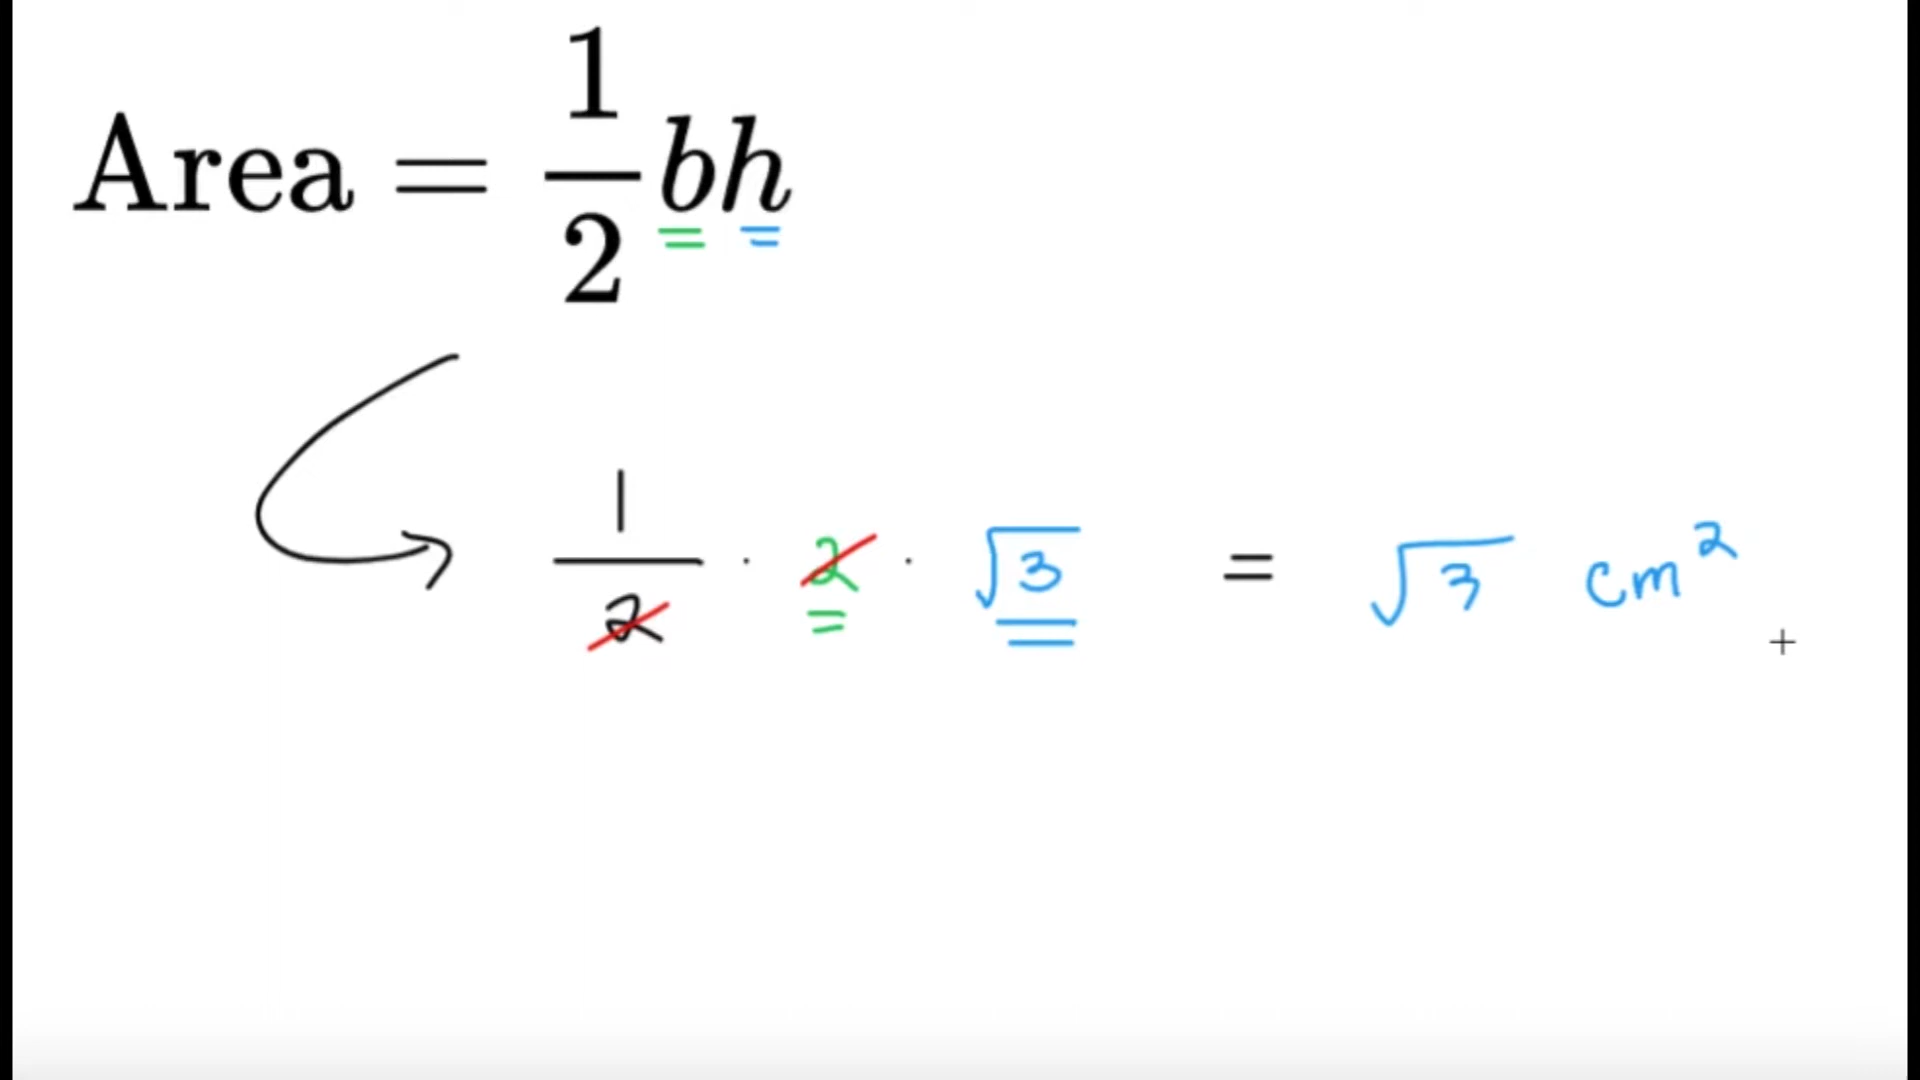 Area = 1/2 bh
1/2 · 2 · √3 = √3 cm²